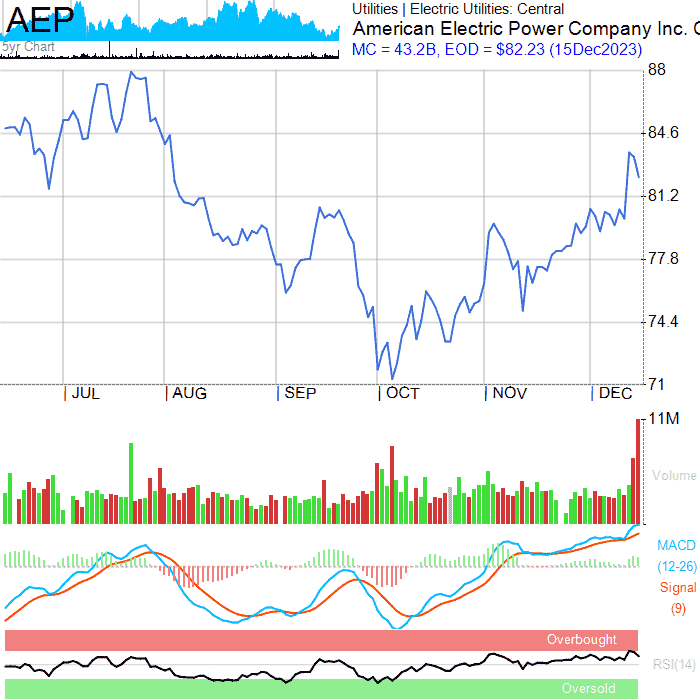 AEP
5yr Chart
Utilities | Electric Utilities: Central
American Electric Power Company Inc. C
MC = 43.2B, EOD = $82.23 (15Dec2023)
88
84.6
81.2
77.8
74.4
71
JUL
AUG
SEP
OCT
NOV
DEC
11M
Volume
MACD
(12-26)
Signal
(9)
Overbought
RSI(14)
Oversold